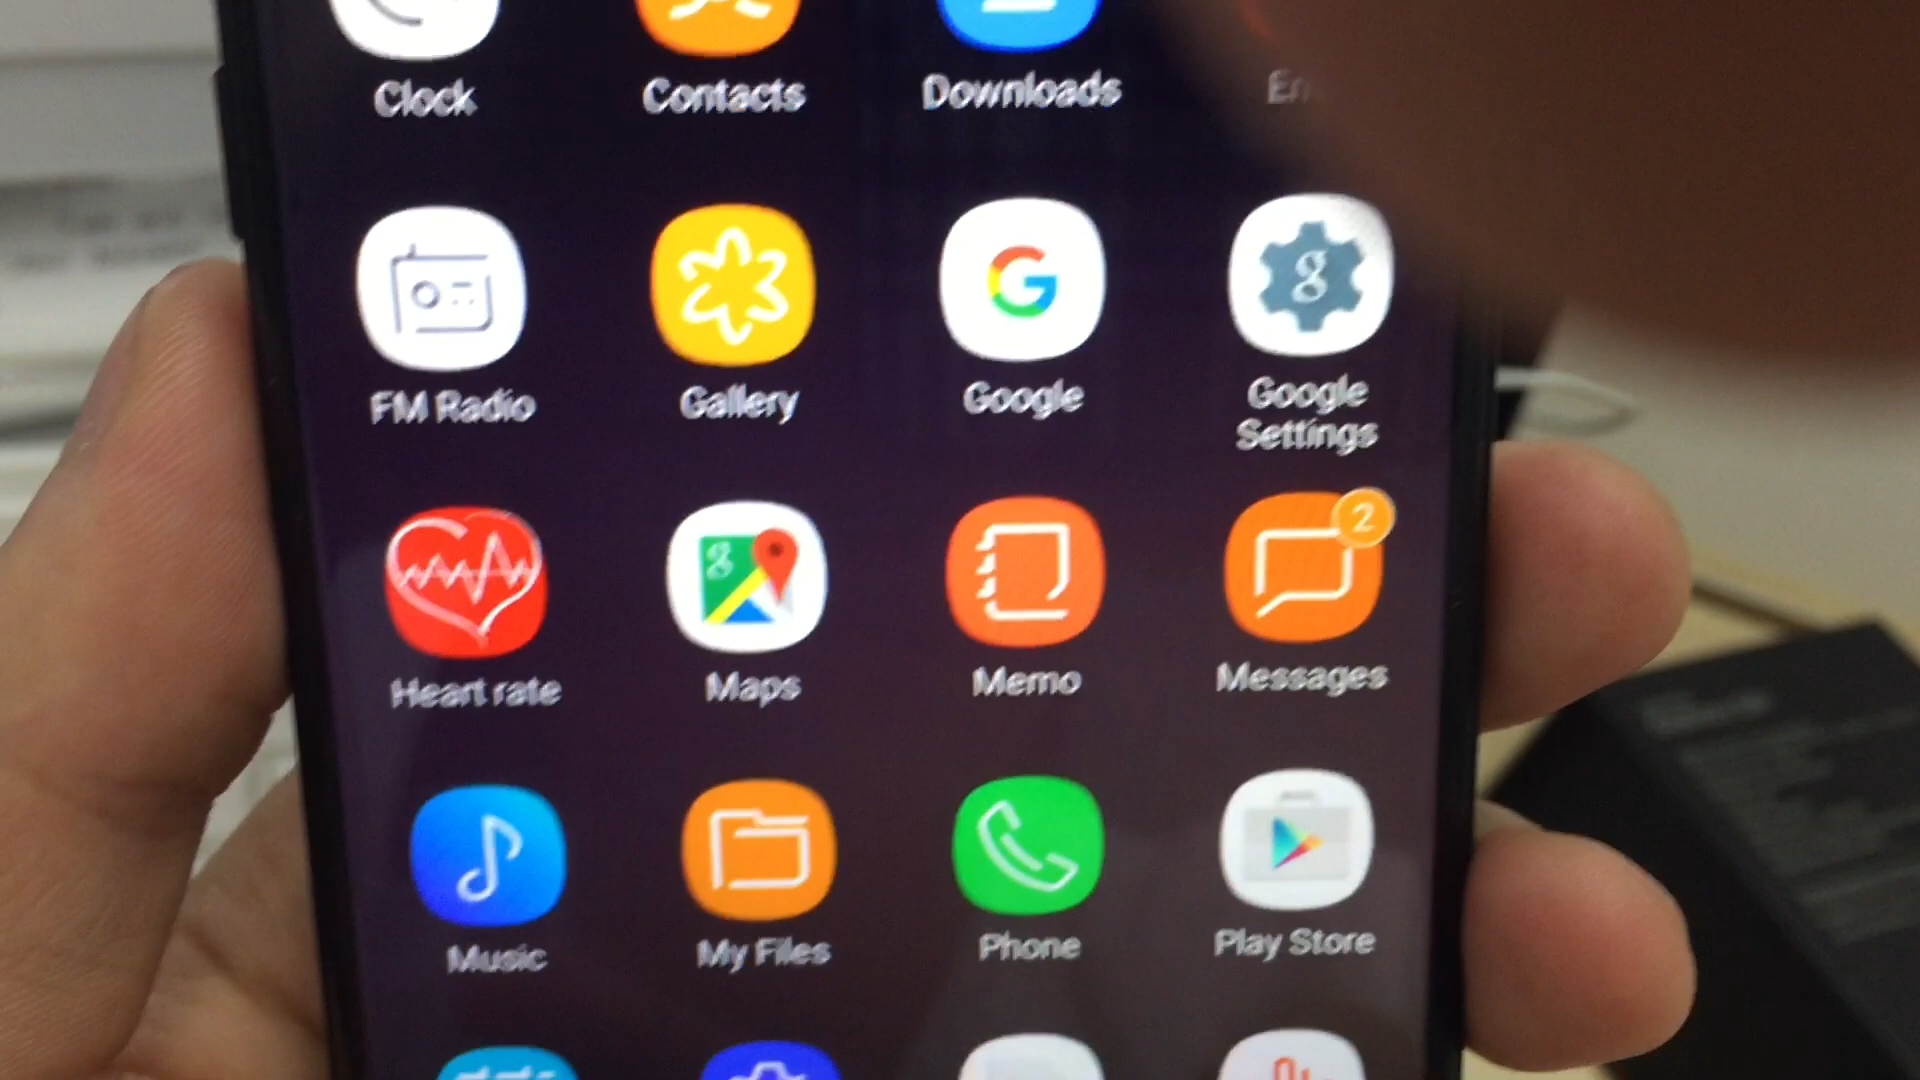 Clock Contacts Downloads
FM Radio Gallery Google Google
Settings
2
Heart rate Maps Memo Messages
Music My Files Phone Play Store